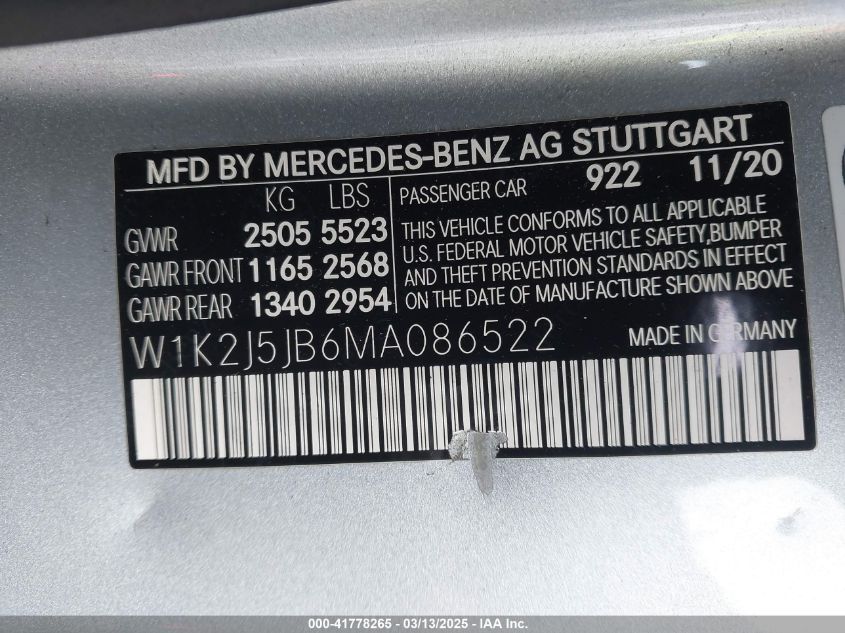 MFD BY MERCEDES-BENZ AG STUTTGART
KG LBS
GVWR 2505 5523
GAWR FRONT 1165 2568
GAWR REAR 1340 2954
PASSENGER CAR 922 11/20
THIS VEHICLE CONFORMS TO ALL APPLICABLE
U.S. FEDERAL MOTOR VEHICLE SAFETY,BUMPER
AND THEFT PREVENTION STANDARDS IN EFFECT
ON THE DATE OF MANUFACTURE SHOWN ABOVE
W1K2J5JB6MA086522
MADE IN GERMANY
000-41778265 - 03/13/2025 - IAA Inc.